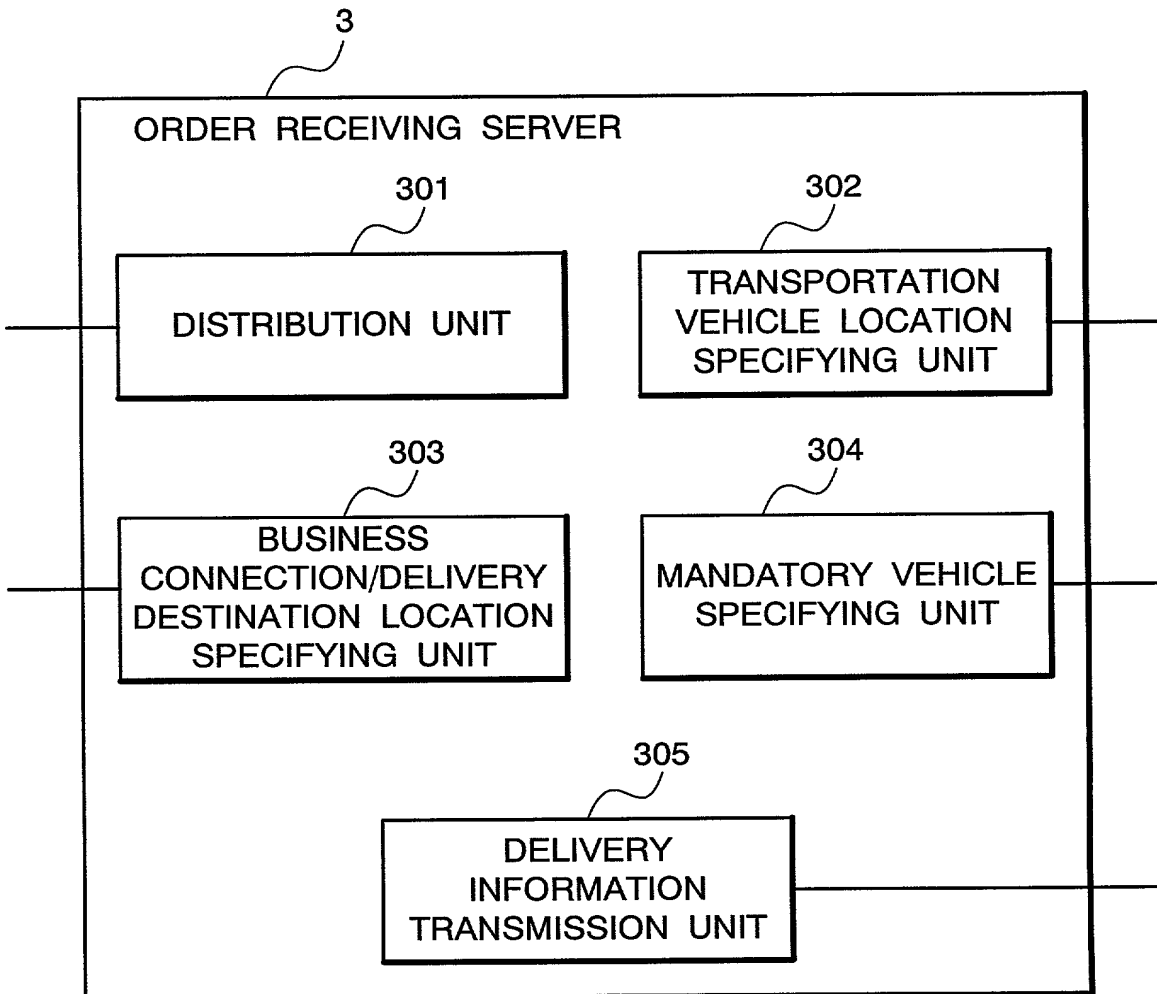 3
ORDER RECEIVING SERVER
301
DISTRIBUTION UNIT
302
TRANSPORTATION
VEHICLE LOCATION
SPECIFYING UNIT
303
BUSINESS
CONNECTION/DELIVERY
DESTINATION LOCATION
SPECIFYING UNIT
304
MANDATORY VEHICLE
SPECIFYING UNIT
305
DELIVERY
INFORMATION
TRANSMISSION UNIT